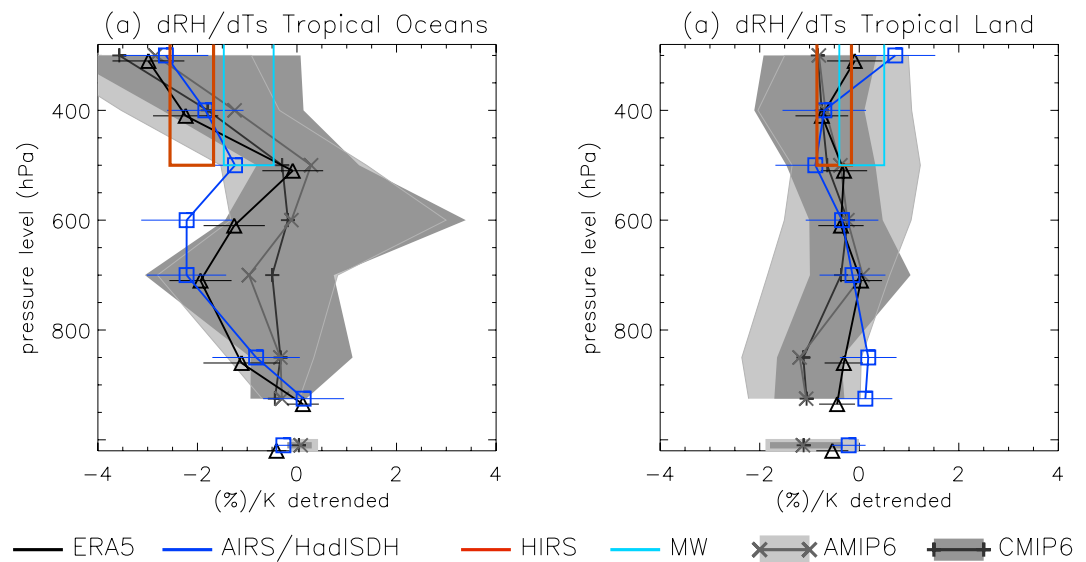 (a) dRH/dTs Tropical Oceans
(a) dRH/dTs Tropical Land
pressure level (hPa)
400
600
800
-4 -2 0 2 4
(%)/K detrended
pressure level (hPa)
400
600
800
-4 -2 0 2 4
(%)/K detrended
ERA5 AIRS/HadISDH HIRS MW AMIP6 CMIP6